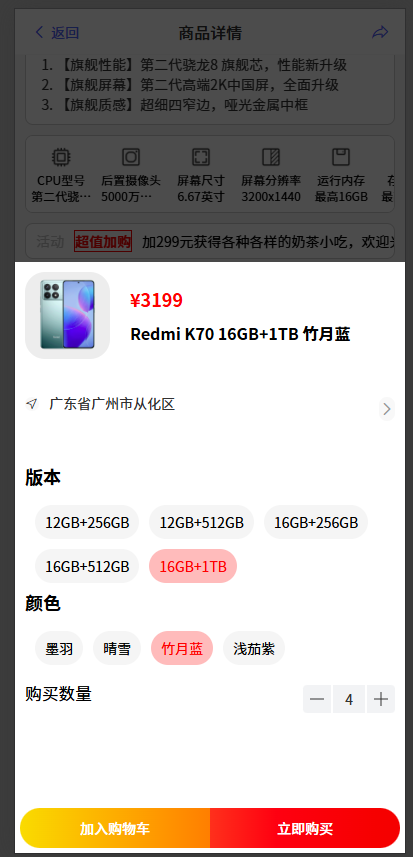 返回
商品详情
1. 【旗舰性能】第二代骁龙8 旗舰芯，性能新升级
2. 【旗舰屏幕】第二代高端2K中国屏，全面升级
3. 【旗舰质感】超细四窄边，哑光金属中框
CPU型号 后置摄像头 屏幕尺寸 屏幕分辨率 运行内存
第二代骁… 5000万… 6.67英寸 3200x1440 最高16GB 最
活动 超值加购 加299元获得各种各样的奶茶小吃，欢迎
¥3199
Redmi K70 16GB+1TB 竹月蓝
广东省广州市从化区
版本
12GB+256GB 12GB+512GB 16GB+256GB
16GB+512GB 16GB+1TB
颜色
墨羽 晴雪 竹月蓝 浅茄紫
购买数量 4
加入购物车 立即购买